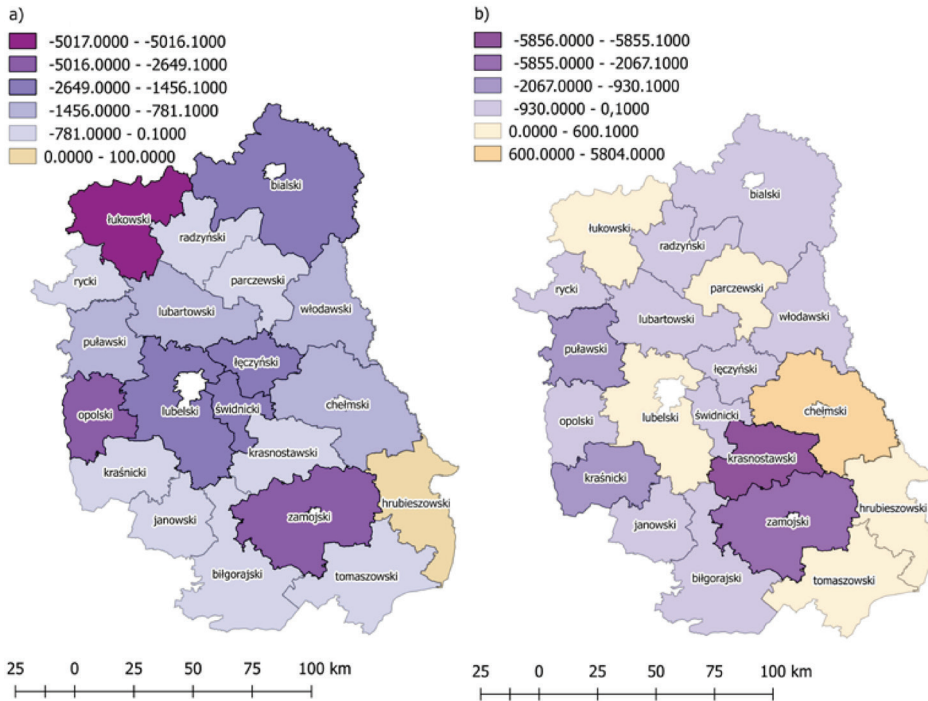 a)
-5017.0000 - -5016.1000
-5016.0000 - -2649.1000
-2649.0000 - -1456.1000
-1456.0000 - -781.1000
-781.0000 - 0.1000
0.0000 - 100.0000
bialski
łukowski
radzyński
rycki
parczewski
lubartowski
włodawski
puławski
łęczyński
opolski
lubelski
świdnicki
chełmski
krasnostawski
kraśnicki
hrubieszowski
janowski
zamojski
biłgorajski
tomaszowski
25 0 25 50 75 100 km
b)
-5856.0000 - -5855.1000
-5855.0000 - -2067.1000
-2067.0000 - -930.1000
-930.0000 - 0,1000
0.0000 - 600.1000
600.0000 - 5804.0000
bialski
łukowski
radzyński
rycki
parczewski
lubartowski
włodawski
puławski
łęczyński
opolski
lubelski
świdnicki
chełmski
krasnostawski
kraśnicki
hrubieszowski
janowski
zamojski
biłgorajski
tomaszowski
25 0 25 50 75 100 km